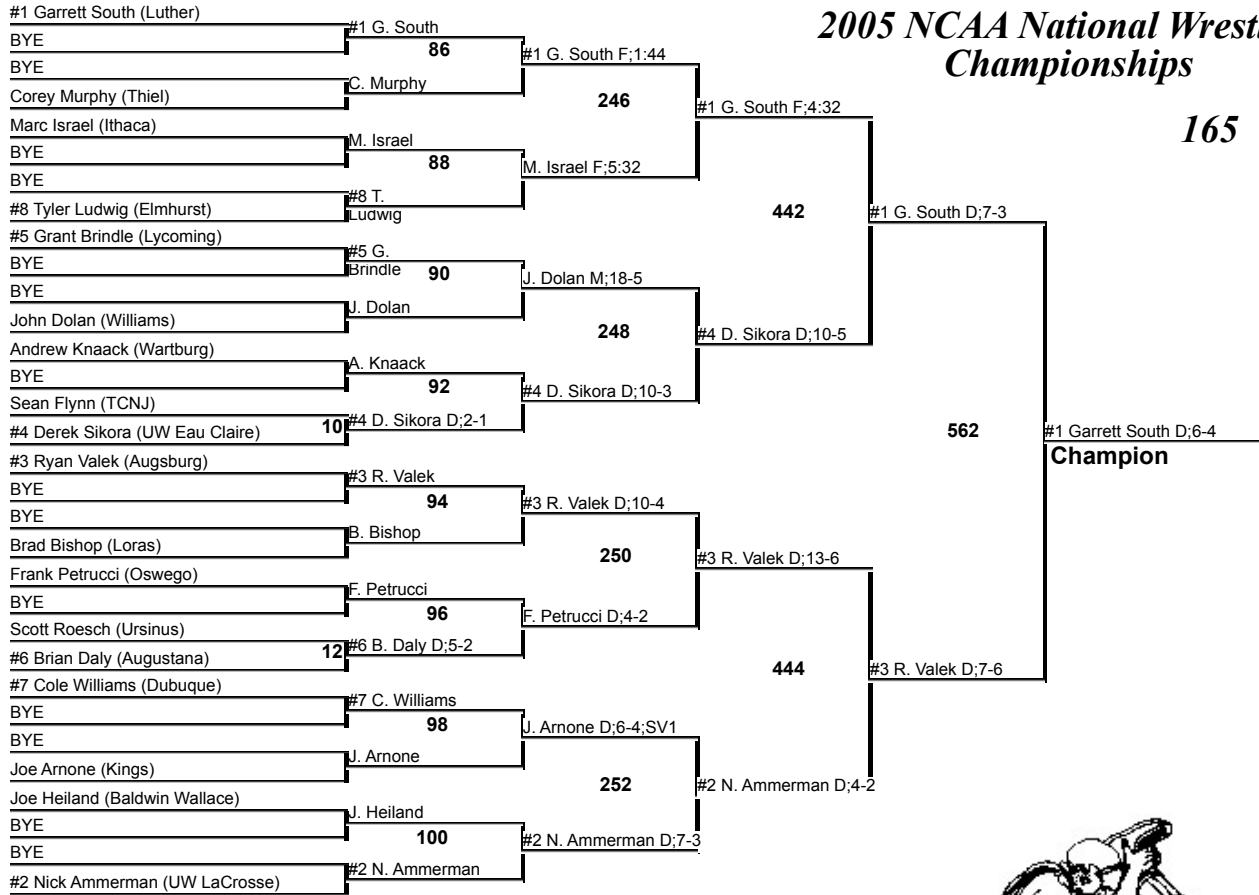 2005 NCAA National Wrestl
Championships
165
#1 Garrett South (Luther)
BYE
BYE
Corey Murphy (Thiel)
Marc Israel (Ithaca)
BYE
BYE
#8 Tyler Ludwig (Elmhurst)
#5 Grant Brindle (Lycoming)
BYE
BYE
John Dolan (Williams)
Andrew Knaack (Wartburg)
BYE
Sean Flynn (TCNJ)
#4 Derek Sikora (UW Eau Claire)
10
#3 Ryan Valek (Augsburg)
BYE
BYE
Brad Bishop (Loras)
Frank Petrucci (Oswego)
BYE
Scott Roesch (Ursinus)
#6 Brian Daly (Augustana)
12
#7 Cole Williams (Dubuque)
BYE
BYE
Joe Arnone (Kings)
Joe Heiland (Baldwin Wallace)
BYE
BYE
#2 Nick Ammerman (UW LaCrosse)
#1 G. South
86
C. Murphy
M. Israel
88
#8 T.
Ludwig
#5 G.
Brindle
90
J. Dolan
A. Knaack
92
#4 D. Sikora D;2-1
#3 R. Valek
94
B. Bishop
F. Petrucci
96
#6 B. Daly D;5-2
#7 C. Williams
98
J. Arnone
J. Heiland
100
#2 N. Ammerman
#1 G. South F;1:44
246
M. Israel F;5:32
J. Dolan M;18-5
248
#4 D. Sikora D;10-3
#3 R. Valek D;10-4
250
F. Petrucci D;4-2
J. Arnone D;6-4;SV1
252
#2 N. Ammerman D;7-3
#1 G. South F;4:32
442
#4 D. Sikora D;10-5
#3 R. Valek D;13-6
444
#2 N. Ammerman D;4-2
#1 G. South D;7-3
562
#3 R. Valek D;7-6
#1 Garrett South D;6-4
Champion